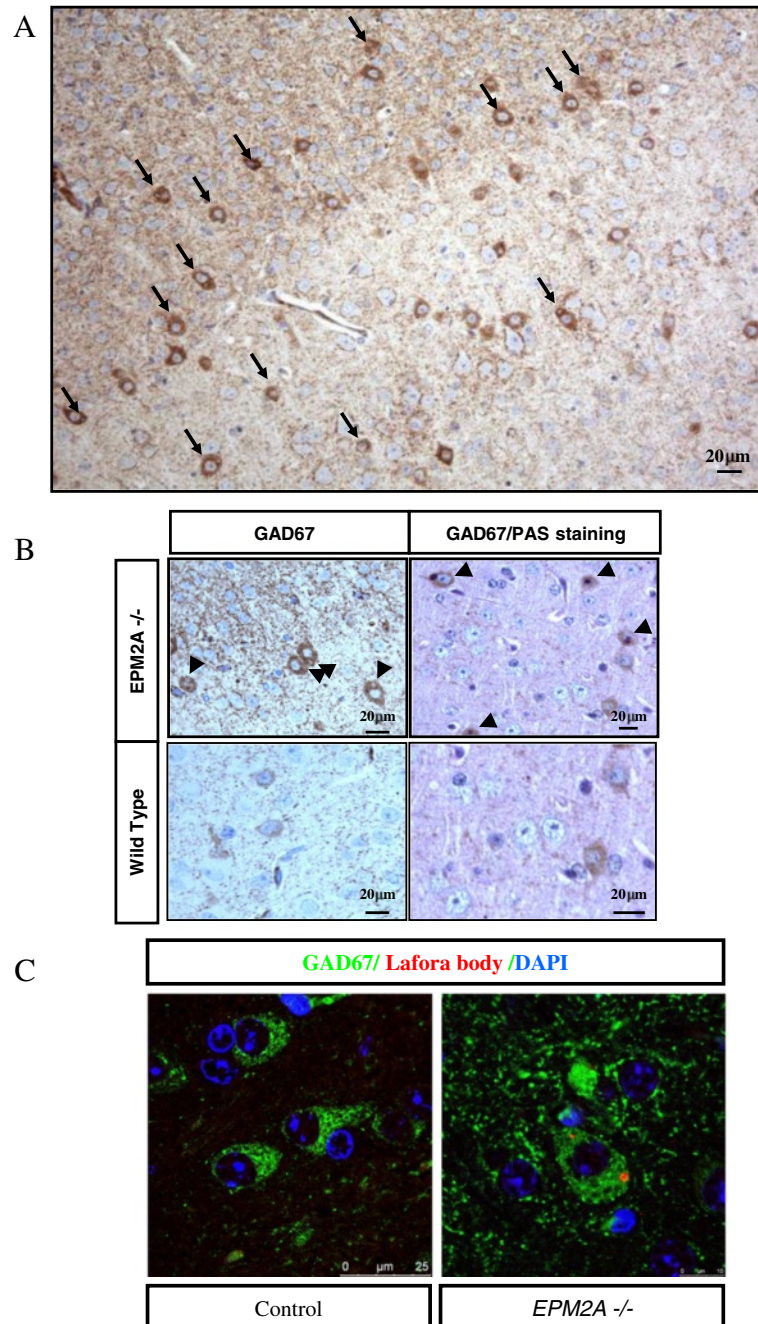 A
20µm
B
GAD67
GAD67/PAS staining
EPM2A -/-
20µm
20µm
Wild Type
20µm
20µm
C
GAD67/ Lafora body /DAPI
0 µm 25
Control
EPM2A -/-